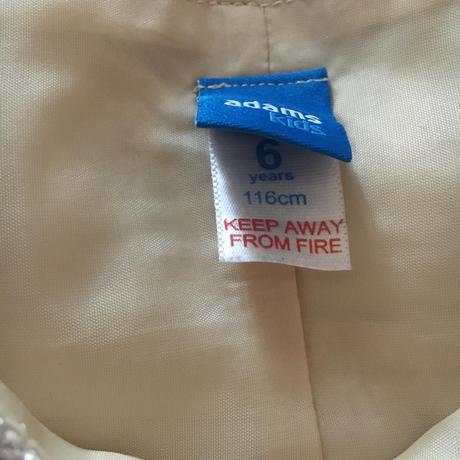 adams
kids
6
years
116cm
KEEP AWAY
FROM FIRE